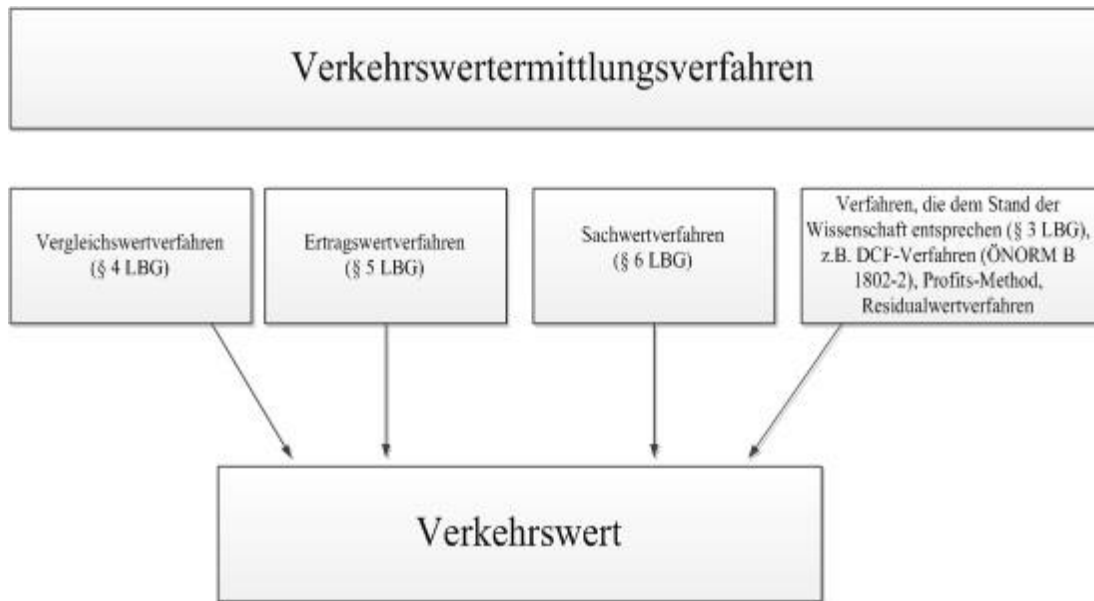 Verkehrswertermittlungsverfahren
Vergleichswertverfahren
(§ 4 LBG)
Ertragswertverfahren
(§ 5 LBG)
Sachwertverfahren
(§ 6 LBG)
Verfahren, die dem Stand der
Wissenschaft entsprechen (§ 3 LBG),
z.B. DCF-Verfahren (ÖNORM B
1802-2), Profits-Method,
Residualwertverfahren
Verkehrswert